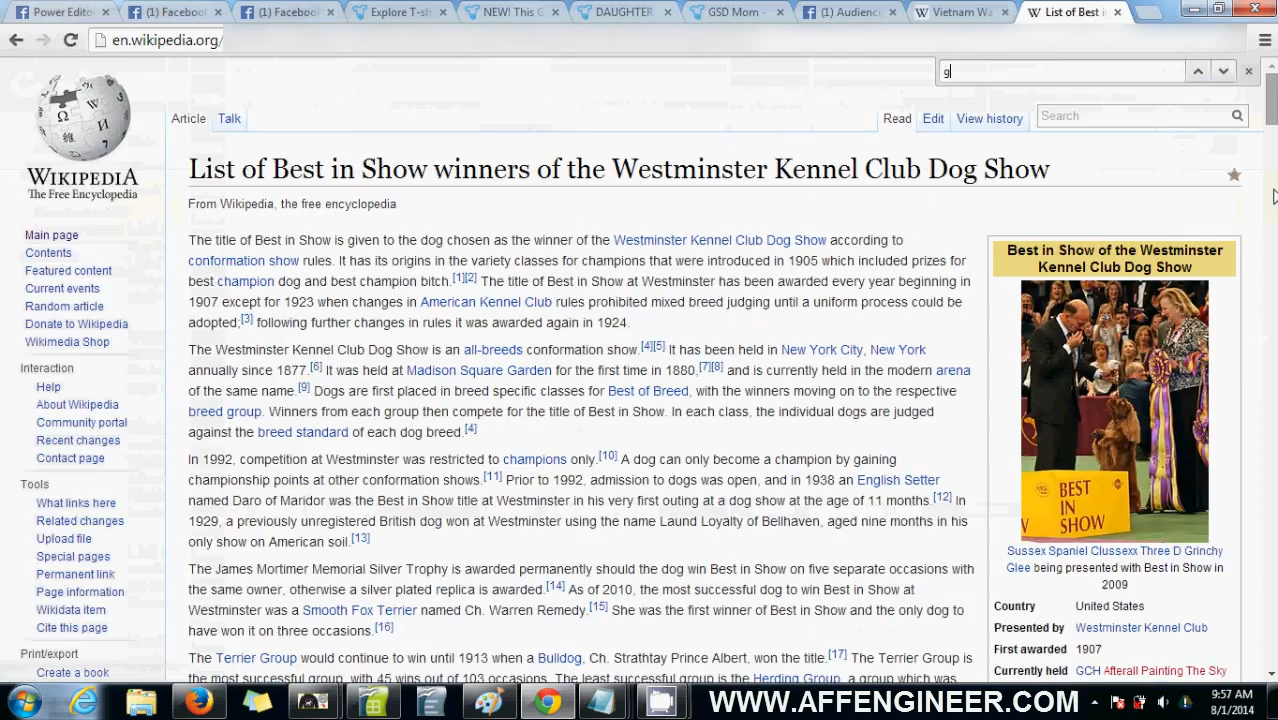 Power Edito
(1) Facebook
(1) Facebook
Explore T-sh
NEW! This G
DAUGHTER
GSD Mom -
(1) Audienc
Vietnam Wa
List of Best i
en.wikipedia.org/
g
WIKIPEDIA
The Free Encyclopedia
Article Talk
Read Edit View history
Search
List of Best in Show winners of the Westminster Kennel Club Dog Show
From Wikipedia, the free encyclopedia
Main page
Contents
Featured content
Current events
Random article
Donate to Wikipedia
Wikimedia Shop
Interaction
Help
About Wikipedia
Community portal
Recent changes
Contact page
Tools
What links here
Related changes
Upload file
Special pages
Permanent link
Page information
Wikidata item
Cite this page
Print/export
Create a book
The title of Best in Show is given to the dog chosen as the winner of the Westminster Kennel Club Dog Show according to
conformation show rules. It has its origins in the variety classes for champions that were introduced in 1905 which included prizes for
best champion dog and best champion bitch.[1][2] The title of Best in Show at Westminster has been awarded every year beginning in
1907 except for 1923 when changes in American Kennel Club rules prohibited mixed breed judging until a uniform process could be
adopted;[3] following further changes in rules it was awarded again in 1924.
The Westminster Kennel Club Dog Show is an all-breeds conformation show.[4][5] It has been held in New York City, New York
annually since 1877.[6] It was held at Madison Square Garden for the first time in 1880,[7][8] and is currently held in the modern arena
of the same name.[9] Dogs are first placed in breed specific classes for Best of Breed, with the winners moving on to the respective
breed group. Winners from each group then compete for the title of Best in Show. In each class, the individual dogs are judged
against the breed standard of each dog breed.[4]
In 1992, competition at Westminster was restricted to champions only.[10] A dog can only become a champion by gaining
championship points at other conformation shows.[11] Prior to 1992, admission to dogs was open, and in 1938 an English Setter
named Daro of Maridor was the Best in Show title at Westminster in his very first outing at a dog show at the age of 11 months.[12] In
1929, a previously unregistered British dog won at Westminster using the name Laund Loyalty of Bellhaven, aged nine months in his
only show on American soil.[13]
The James Mortimer Memorial Silver Trophy is awarded permanently should the dog win Best in Show on five separate occasions with
the same owner, otherwise a silver plated replica is awarded.[14] As of 2010, the most successful dog to win Best in Show at
Westminster was a Smooth Fox Terrier named Ch. Warren Remedy.[15] She was the first winner of Best in Show and the only dog to
have won it on three occasions.[16]
The Terrier Group would continue to win until 1913 when a Bulldog, Ch. Strathtay Prince Albert, won the title.[17] The Terrier Group is
the most successful group, with 45 wins out of 103 occasions. The least successful group is the Herding Group, a group which was
Best in Show of the Westminster
Kennel Club Dog Show
BEST
IN
SHOW
Sussex Spaniel Clussexx Three D Grinchy
Glee being presented with Best in Show in
2009
Country United States
Presented by Westminster Kennel Club
First awarded 1907
Currently held GCH Afterall Painting The Sky
WWW.AFFENGINEER.COM
9:57 AM
8/1/2014